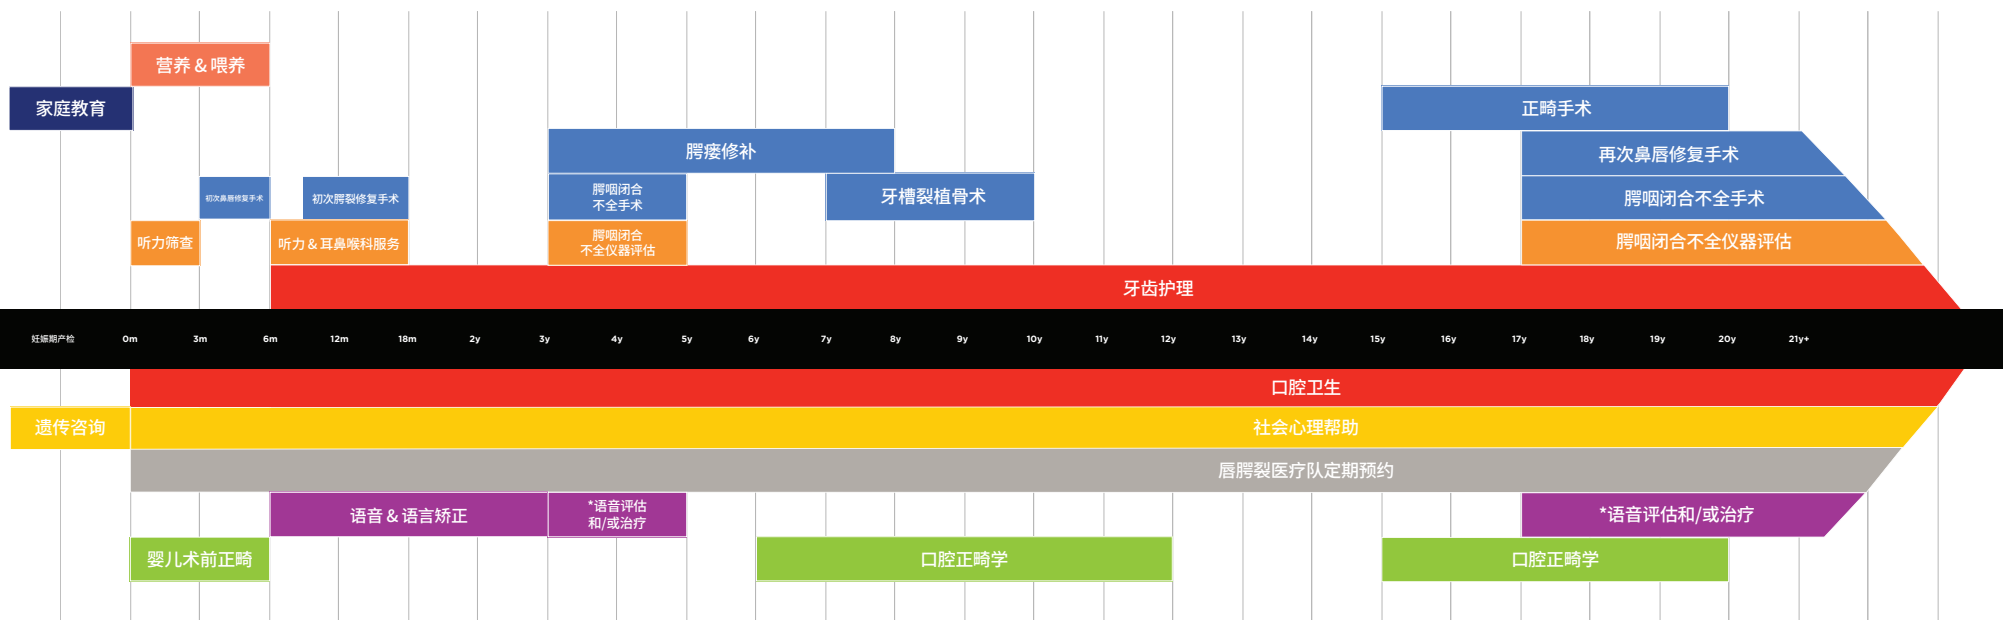 营养 & 喂养
家庭教育
正畸手术
腭瘘修补
再次鼻唇修复手术
初次鼻唇修复手术
初次腭裂修复手术
腭咽闭合
不全手术
牙槽裂植骨术
腭咽闭合不全手术
听力筛查
听力 & 耳鼻喉科服务
腭咽闭合
不全仪器评估
腭咽闭合不全仪器评估
牙齿护理
妊娠期产检 0m 3m 6m 12m 18m 2y 3y 4y 5y 6y 7y 8y 9y 10y 11y 12y 13y 14y 15y 16y 17y 18y 19y 20y 21y+
口腔卫生
遗传咨询
社会心理帮助
唇腭裂医疗队定期预约
语音 & 语言矫正
*语音评估
和/或治疗
*语音评估和/或治疗
婴儿术前正畸
口腔正畸学
口腔正畸学